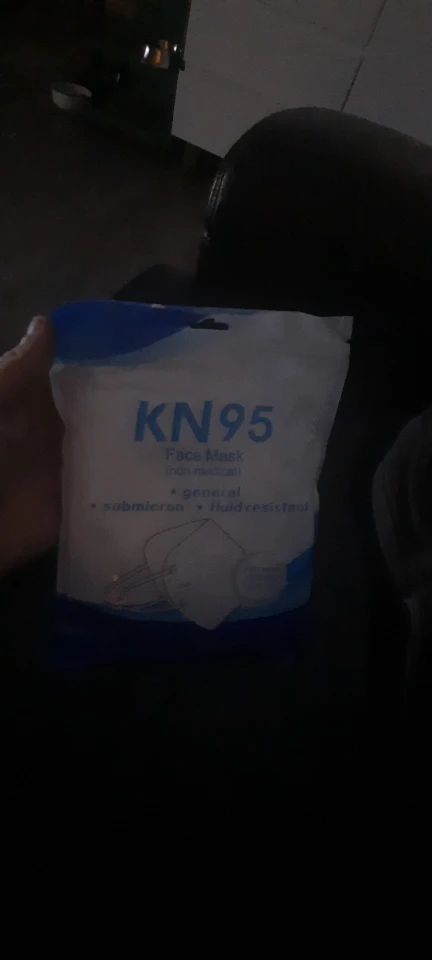 KN95
Face Mask
(non-medical)
• general
• submicron • fluid resistant